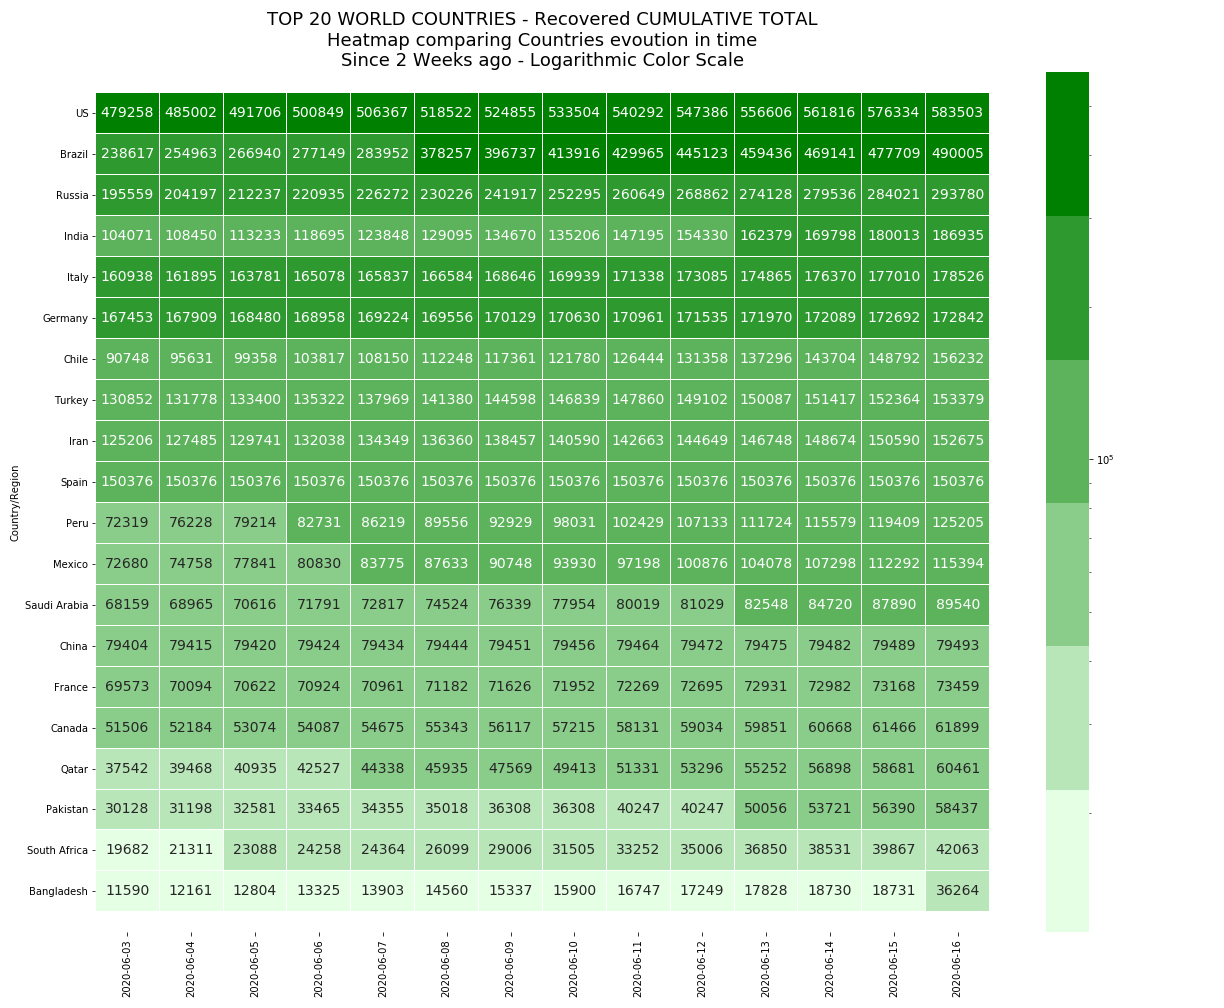 TOP 20 WORLD COUNTRIES - Recovered CUMULATIVE TOTAL
Heatmap comparing Countries evoution in time
Since 2 Weeks ago - Logarithmic Color Scale
US 479258 485002 491706 500849 506367 518522 524855 533504 540292 547386 556606 561816 576334 583503
Brazil 238617 254963 266940 277149 283952 378257 396737 413916 429965 445123 459436 469141 477709 490005
Russia 195559 204197 212237 220935 226272 230226 241917 252295 260649 268862 274128 279536 284021 293780
India 104071 108450 113233 118695 123848 129095 134670 135206 147195 154330 162379 169798 180013 186935
Italy 160938 161895 163781 165078 165837 166584 168646 169939 171338 173085 174865 176370 177010 178526
Germany 167453 167909 168480 168958 169224 169556 170129 170630 170961 171535 171970 172089 172692 172842
Chile 90748 95631 99358 103817 108150 112248 117361 121780 126444 131358 137296 143704 148792 156232
Turkey 130852 131778 133400 135322 137969 141380 144598 146839 147860 149102 150087 151417 152364 153379
Iran 125206 127485 129741 132038 134349 136360 138457 140590 142663 144649 146748 148674 150590 152675
Spain 150376 150376 150376 150376 150376 150376 150376 150376 150376 150376 150376 150376 150376 150376
Peru 72319 76228 79214 82731 86219 89556 92929 98031 102429 107133 111724 115579 119409 125205
Mexico 72680 74758 77841 80830 83775 87633 90748 93930 97198 100876 104078 107298 112292 115394
Saudi Arabia 68159 68965 70616 71791 72817 74524 76339 77954 80019 81029 82548 84720 87890 89540
China 79404 79415 79420 79424 79434 79444 79451 79456 79464 79472 79475 79482 79489 79493
France 69573 70094 70622 70924 70961 71182 71626 71952 72269 72695 72931 72982 73168 73459
Canada 51506 52184 53074 54087 54675 55343 56117 57215 58131 59034 59851 60668 61466 61899
Qatar 37542 39468 40935 42527 44338 45935 47569 49413 51331 53296 55252 56898 58681 60461
Pakistan 30128 31198 32581 33465 34355 35018 36308 36308 40247 40247 50056 53721 56390 58437
South Africa 19682 21311 23088 24258 24364 26099 29006 31505 33252 35006 36850 38531 39867 42063
Bangladesh 11590 12161 12804 13325 13903 14560 15337 15900 16747 17249 17828 18730 18731 36264
2020-06-03 2020-06-04 2020-06-05 2020-06-06 2020-06-07 2020-06-08 2020-06-09 2020-06-10 2020-06-11 2020-06-12 2020-06-13 2020-06-14 2020-06-15 2020-06-16
Country/Region
10⁵